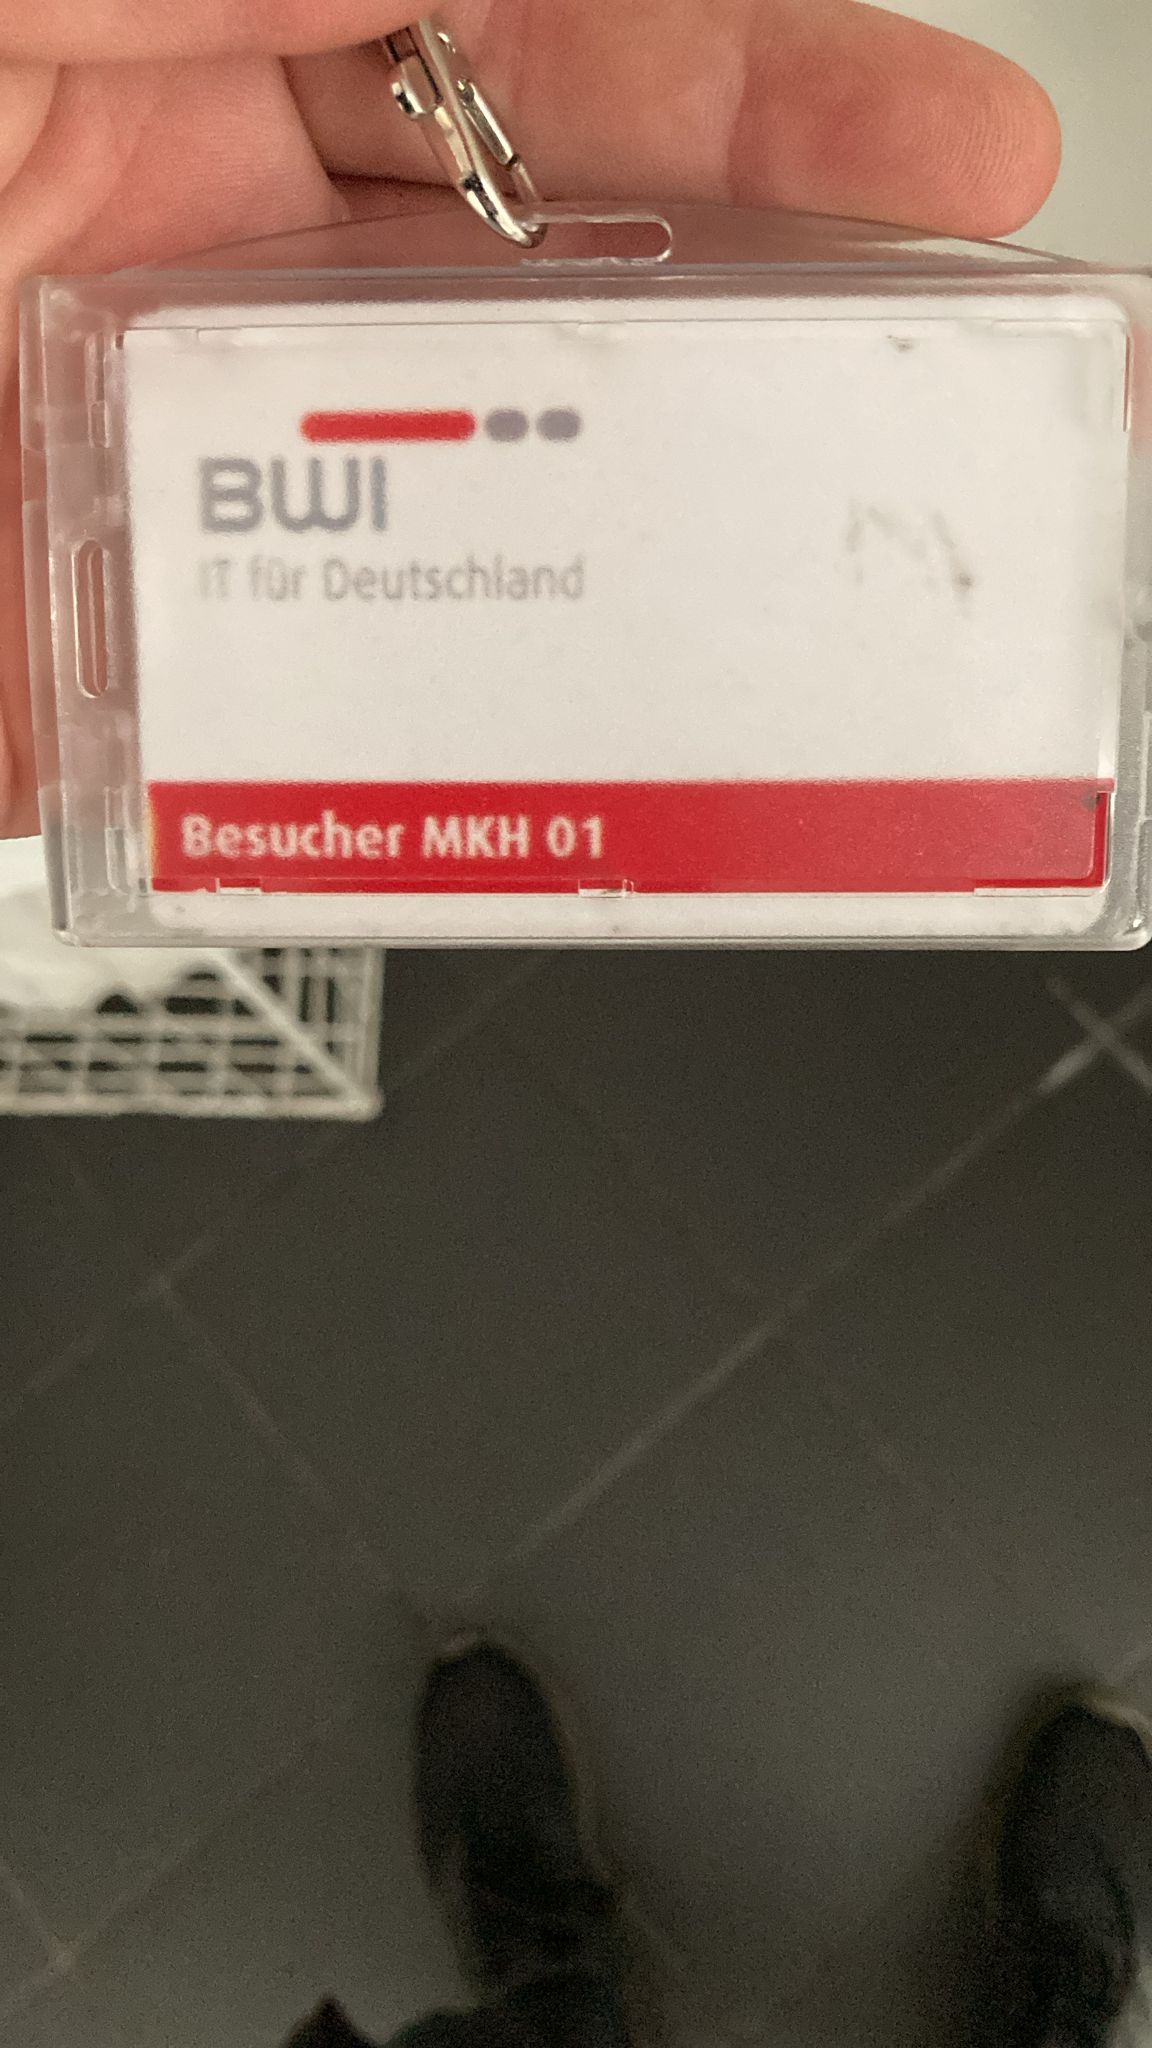 BWI
IT für Deutschland
Besucher MKH 01